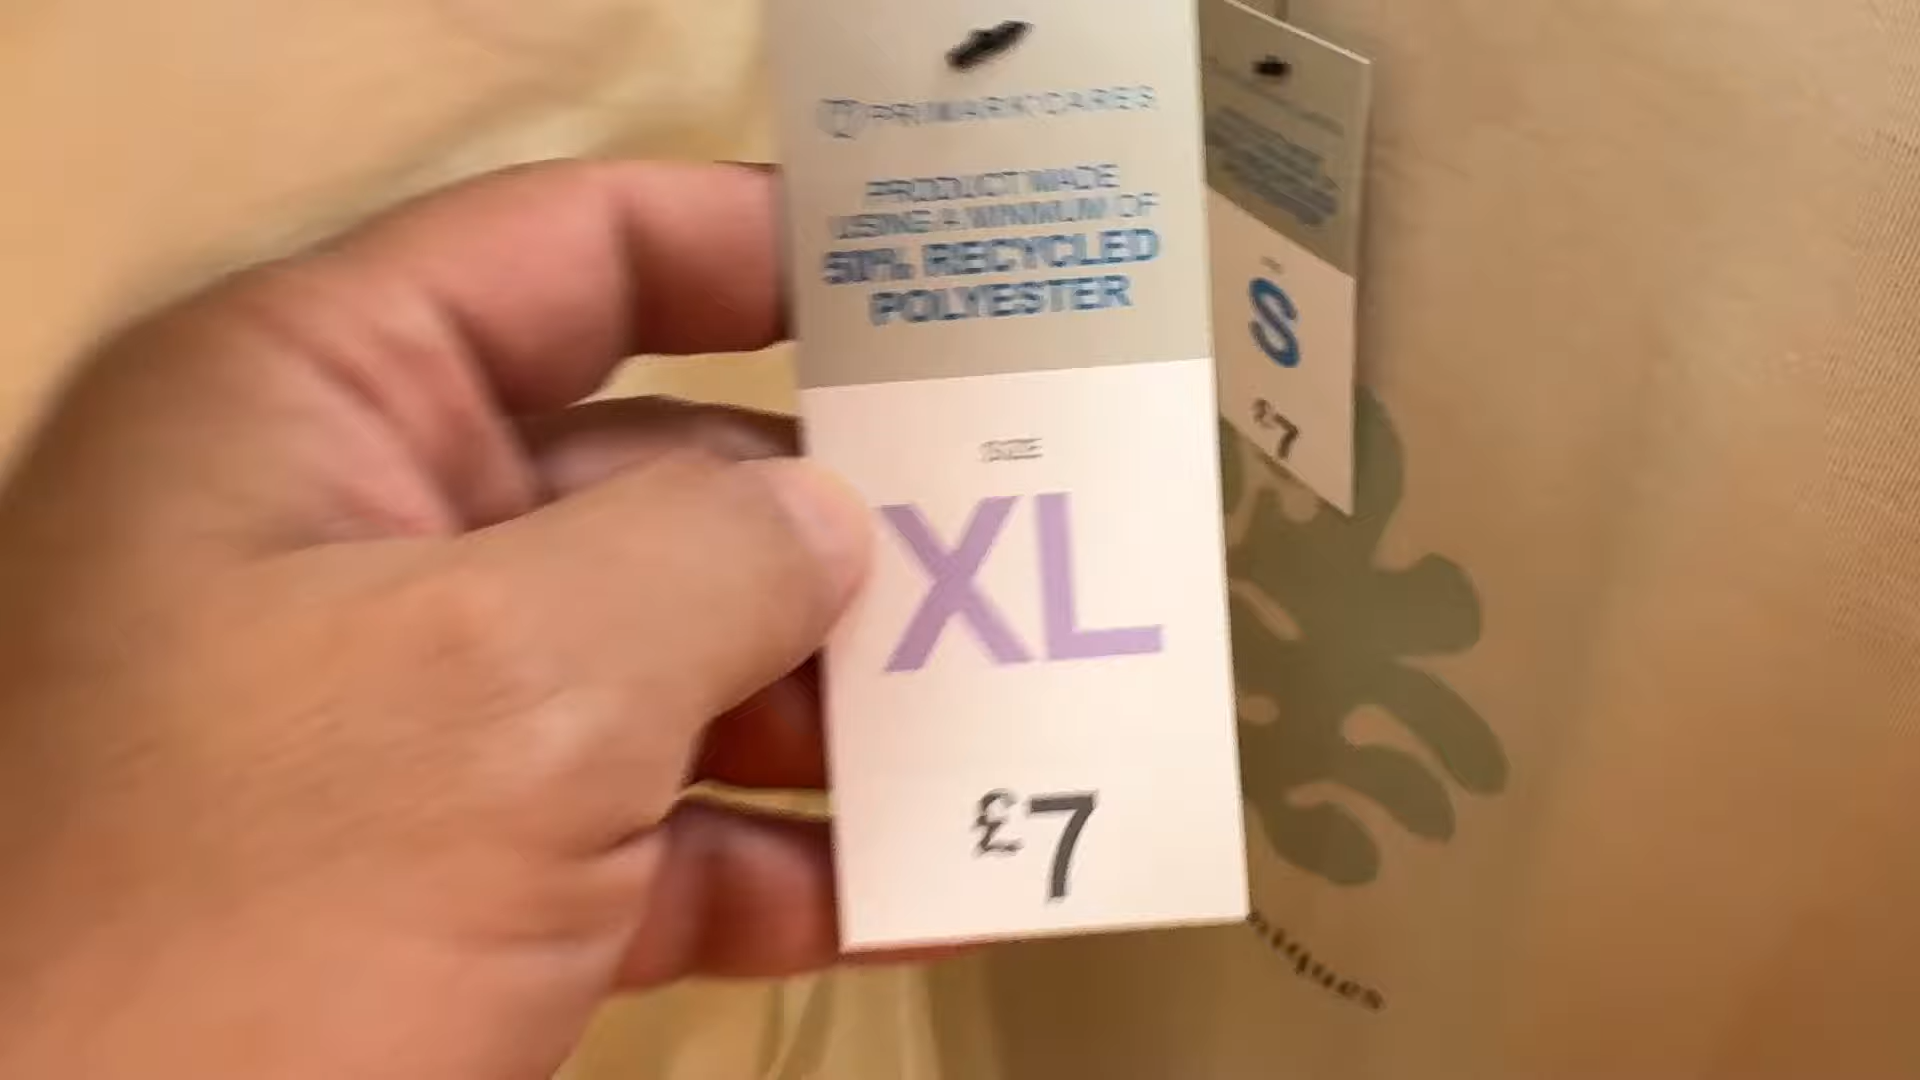 PRIMARK CARES
PRODUCT MADE
USING A MINIMUM OF
50% RECYCLED
POLYESTER
SIZE
XL
£7
S
£7